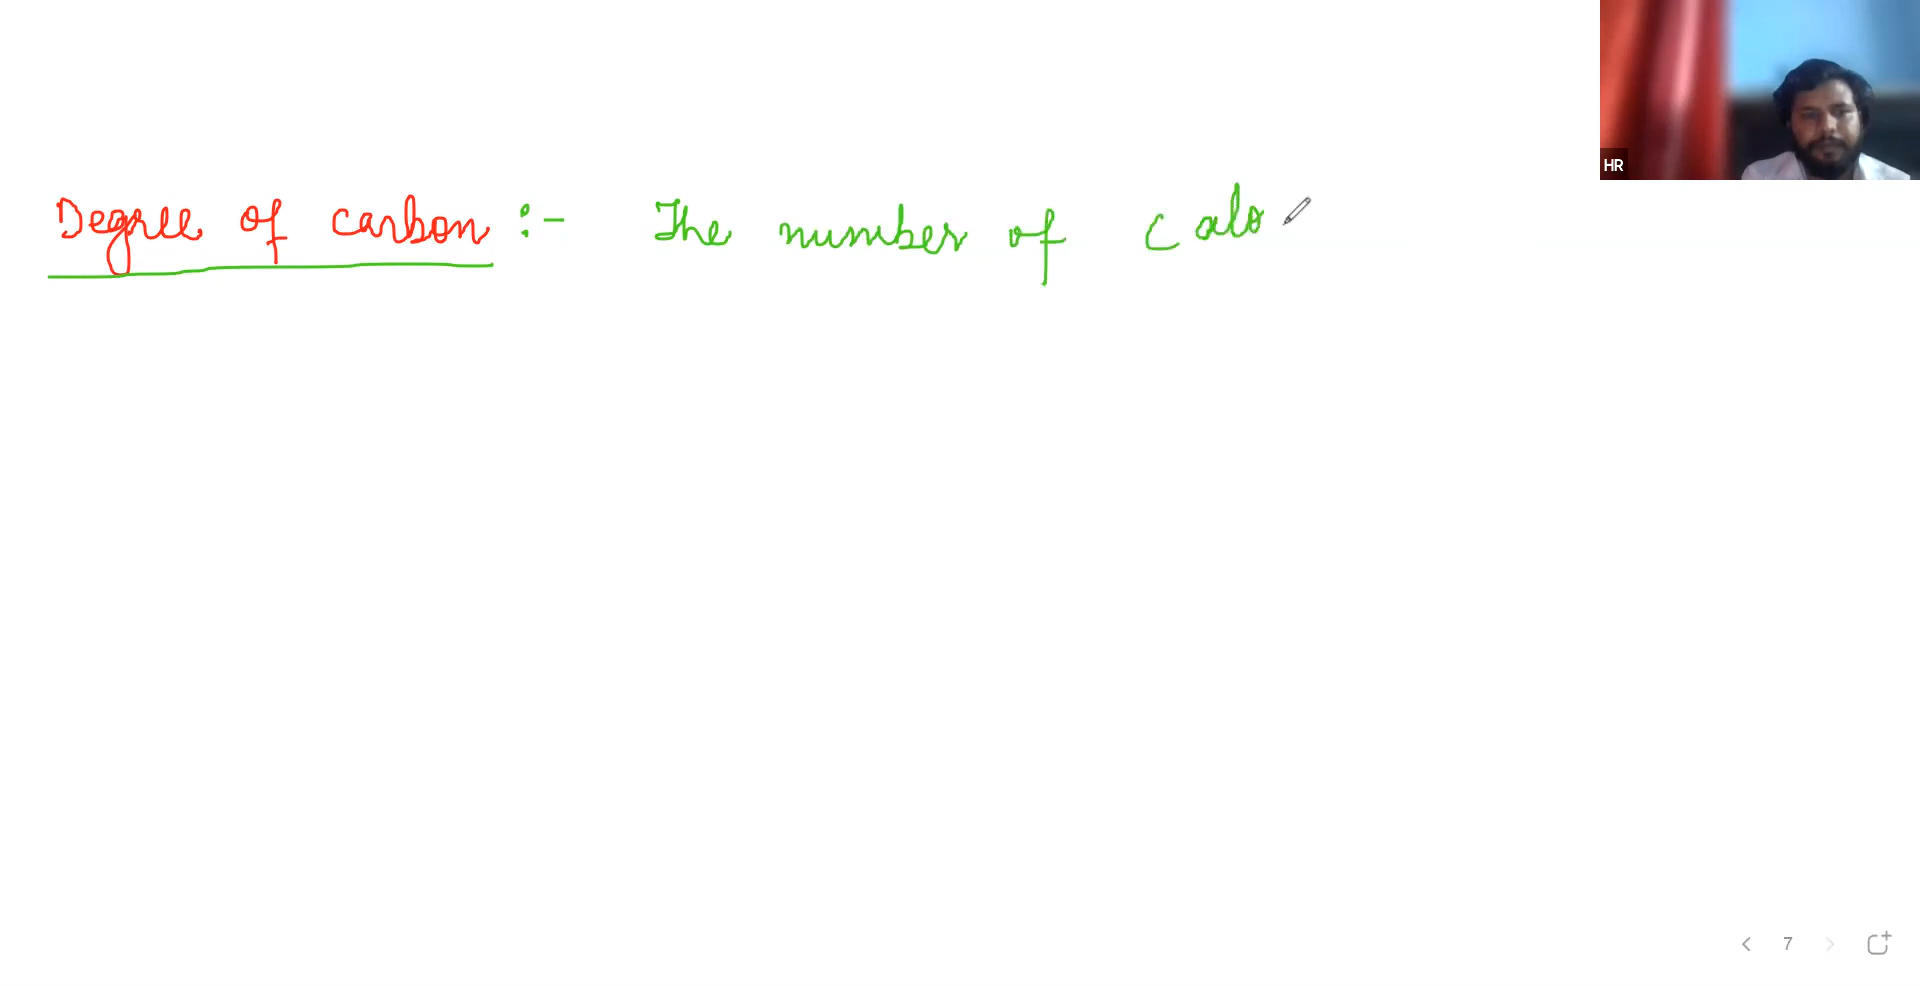 HR
Degree of carbon :- The number of c
7